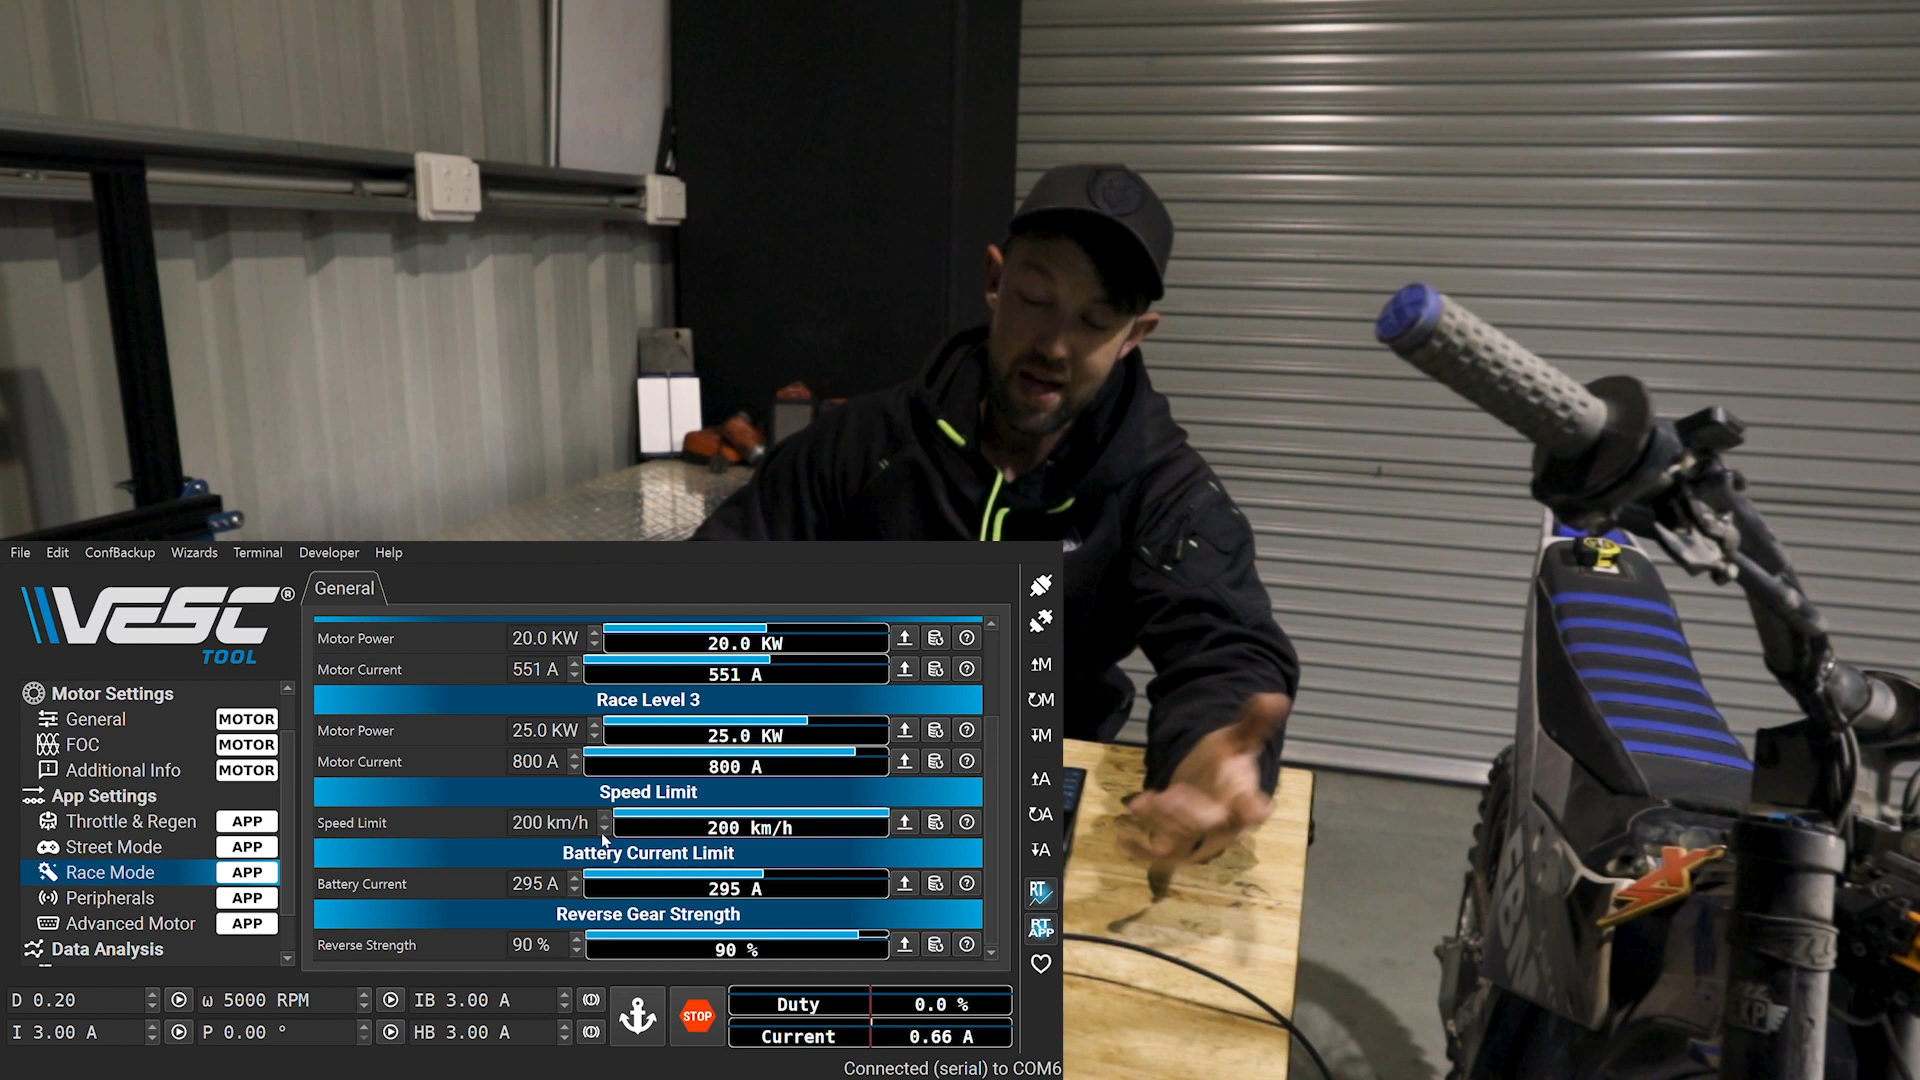 File Edit ConfBackup Wizards Terminal Developer Help
VESC®
TOOL
General
Motor Power 20.0 KW 20.0 KW
Motor Current 551 A 551 A
Race Level 3
Motor Power 25.0 KW 25.0 KW
Motor Current 800 A 800 A
Speed Limit
Speed Limit 200 km/h 200 km/h
Battery Current Limit
Battery Current 295 A 295 A
Reverse Gear Strength
Reverse Strength 90 % 90 %
Motor Settings
General MOTOR
FOC MOTOR
Additional Info MOTOR
App Settings
Throttle & Regen APP
Street Mode APP
Race Mode APP
Peripherals APP
Advanced Motor APP
Data Analysis
M
M
M
A
A
A
RT
RT
APP
D 0.20 ω 5000 RPM IB 3.00 A
I 3.00 A P 0.00 ° HB 3.00 A
STOP
Duty 0.0 %
Current 0.66 A
Connected (serial) to COM6